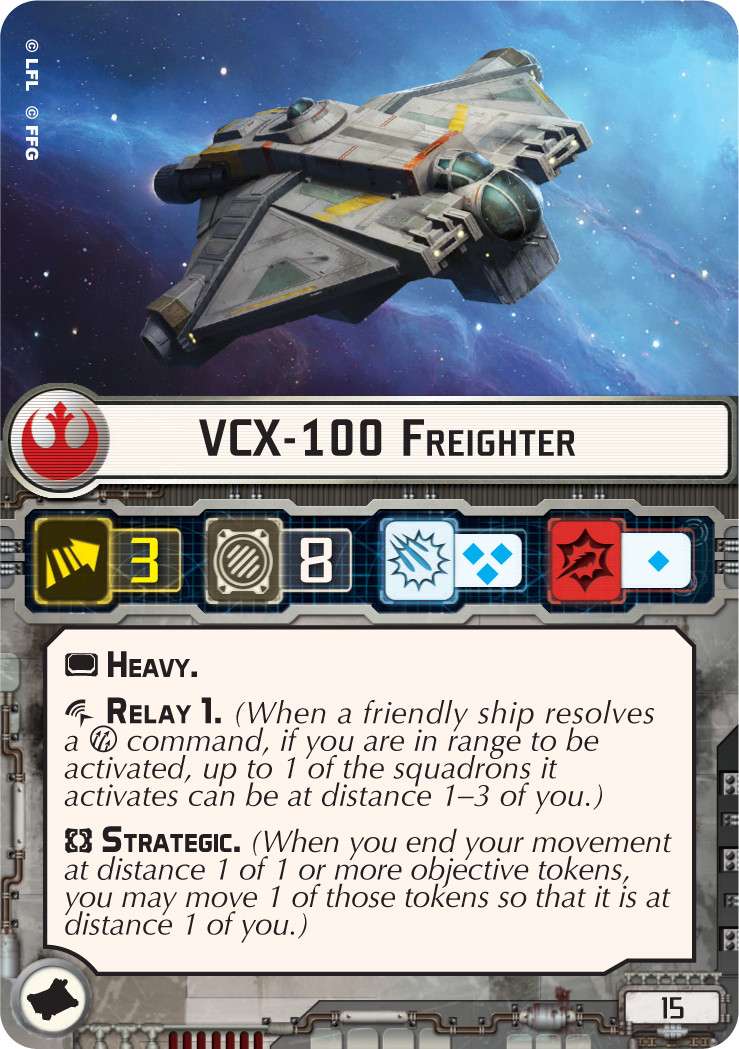 © LFL © FFG
VCX-100 FREIGHTER
3
8
HEAVY.
RELAY 1. (When a friendly ship resolves
a command, if you are in range to be
activated, up to 1 of the squadrons it
activates can be at distance 1–3 of you.)
STRATEGIC. (When you end your movement
at distance 1 of 1 or more objective tokens,
you may move 1 of those tokens so that it is at
distance 1 of you.)
15